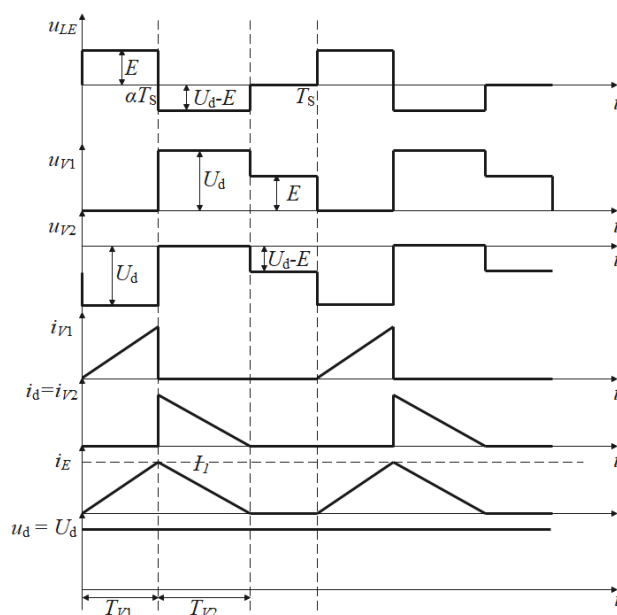 u_LE
E
αT_S
U_d-E
T_S
t
u_V1
U_d
E
t
u_V2
U_d
U_d-E
t
i_V1
t
i_d=i_V2
t
i_E
I_1
t
u_d = U_d
T_V1
T_V2
t